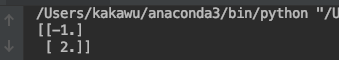 /Users/kakawu/anaconda3/bin/python "/U
[[-1.]
 [ 2.]]